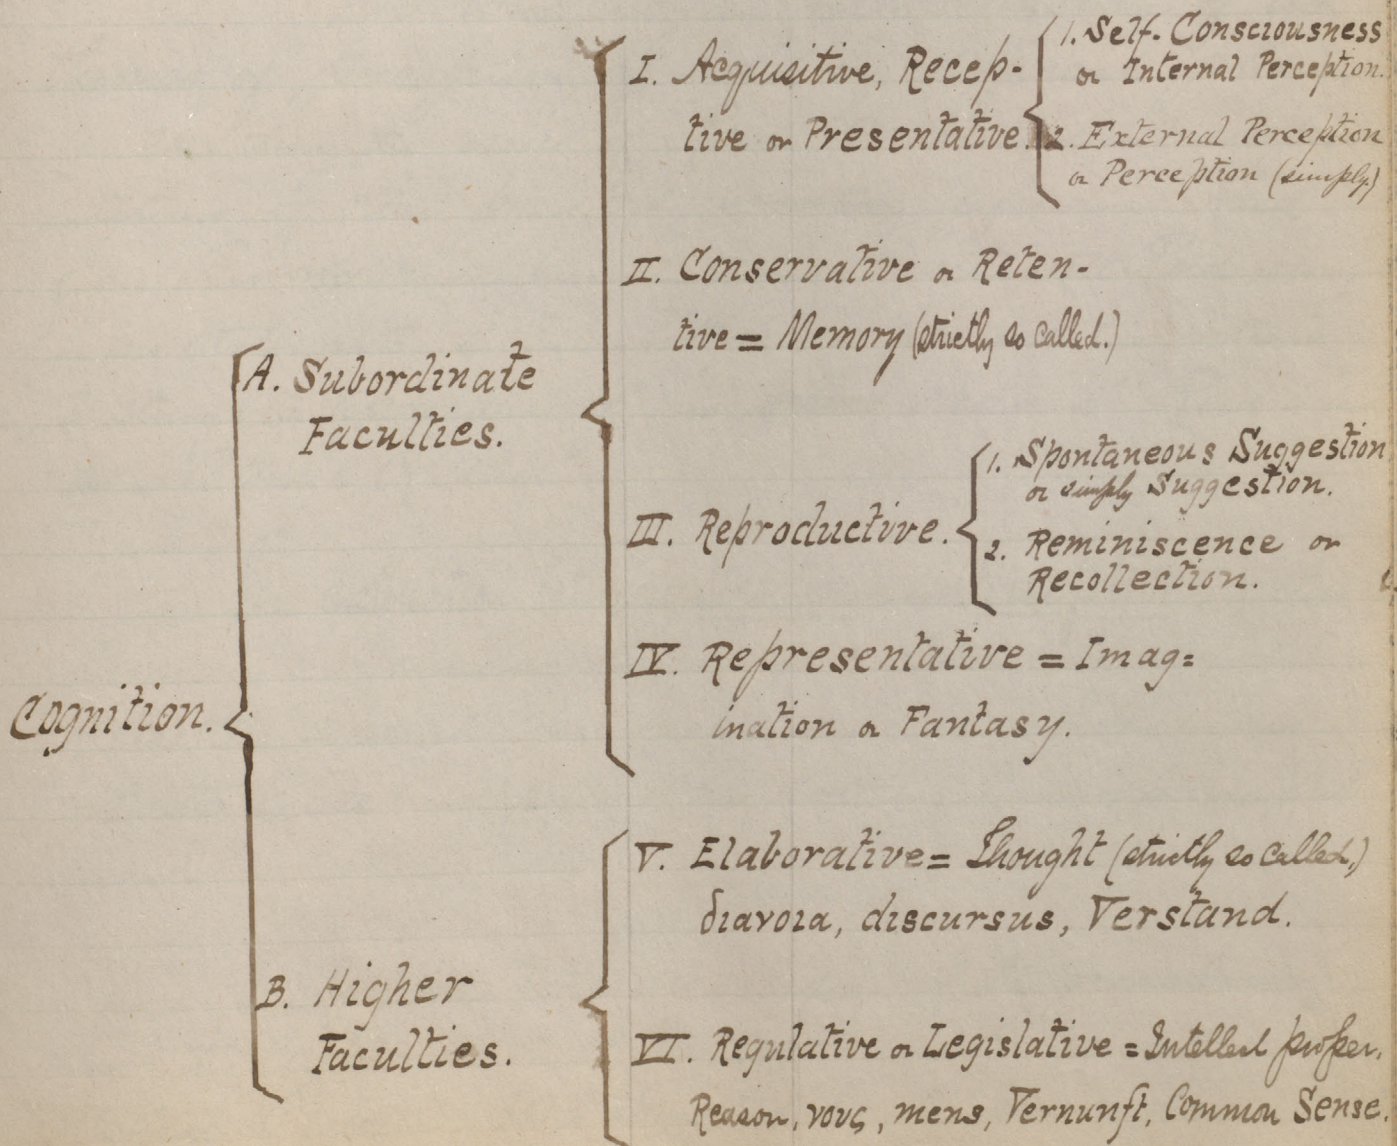 I. Acquisitive, Recep-
tive or Presentative.
1. Self-Consciousness
or Internal Perception.
2. External Perception
or Perception (simply)
II. Conservative or Reten-
tive = Memory (strictly so called.)
A. Subordinate
Faculties.
III. Reproductive.
1. Spontaneous Suggestion
or simply Suggestion.
2. Reminiscence or
Recollection.
IV. Representative = Imag=
ination or Fantasy.
Cognition.
V. Elaborative = Thought (strictly so called,)
διανοια, discursus, Verstand.
B. Higher
Faculties.
VI. Regulative or Legislative = Intellect proper,
Reason, νους, mens, Vernunft, Common Sense.